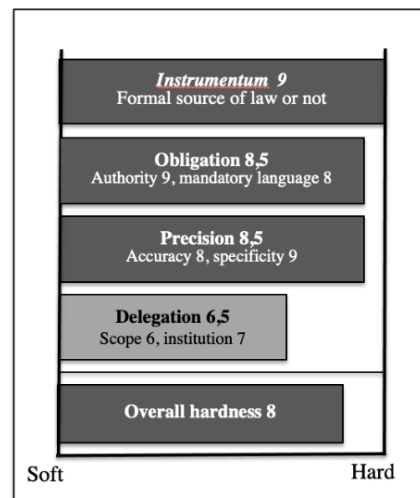 Instrumentum 9
Formal source of law or not
Obligation 8,5
Authority 9, mandatory language 8
Precision 8,5
Accuracy 8, specificity 9
Delegation 6,5
Scope 6, institution 7
Overall hardness 8
Soft Hard